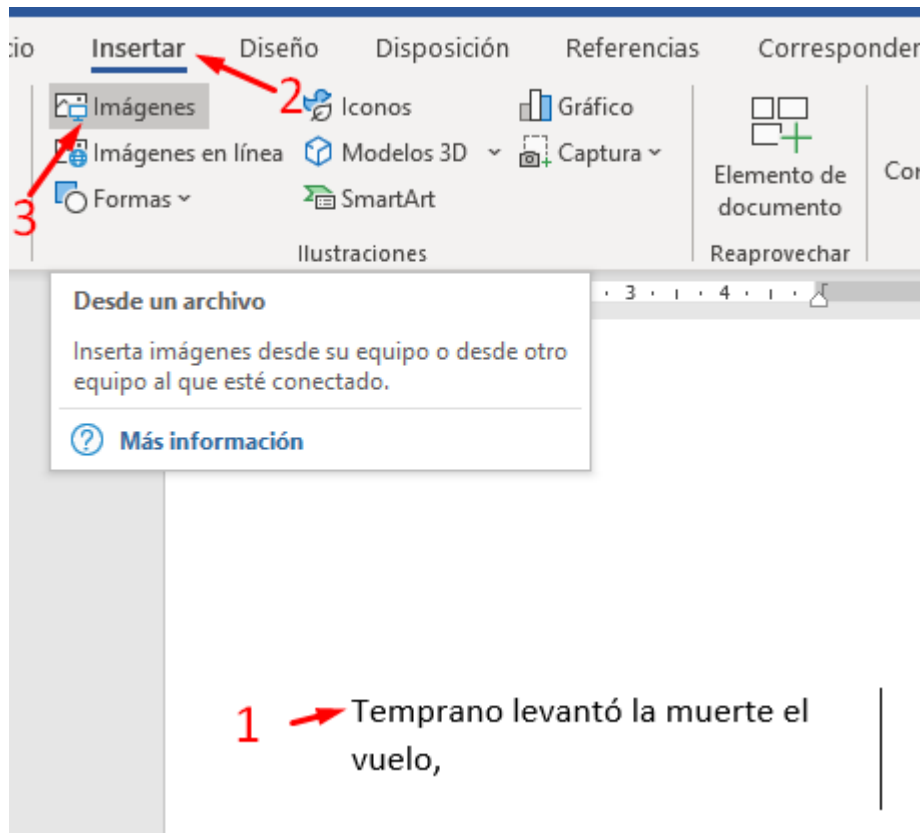 cio Insertar Diseño Disposición Referencias Corresponder
2
Imágenes Iconos Gráfico
Imágenes en línea Modelos 3D Captura
Elemento de documento
Cor
3
Formas SmartArt
Ilustraciones Reaprovechar
Desde un archivo
· 3 · ı · 4 · ı ·
Inserta imágenes desde su equipo o desde otro
equipo al que esté conectado.
? Más información
1
Temprano levantó la muerte el
vuelo,